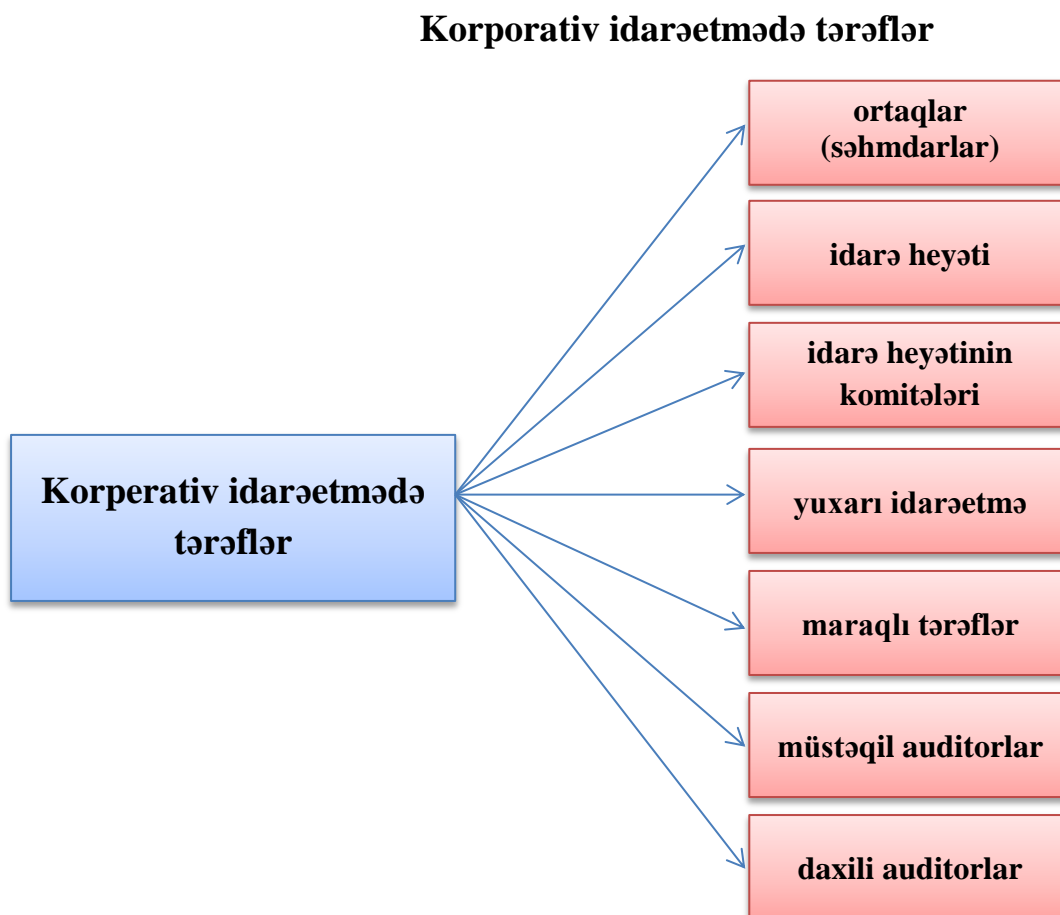 Korporativ idarəetmədə tərəflər
ortaqlar
(səhmdarlar)
idarə heyəti
idarə heyətinin
komitələri
Korperativ idarəetmədə
tərəflər
yuxarı idarəetmə
maraqlı tərəflər
müstəqil auditorlar
daxili auditorlar